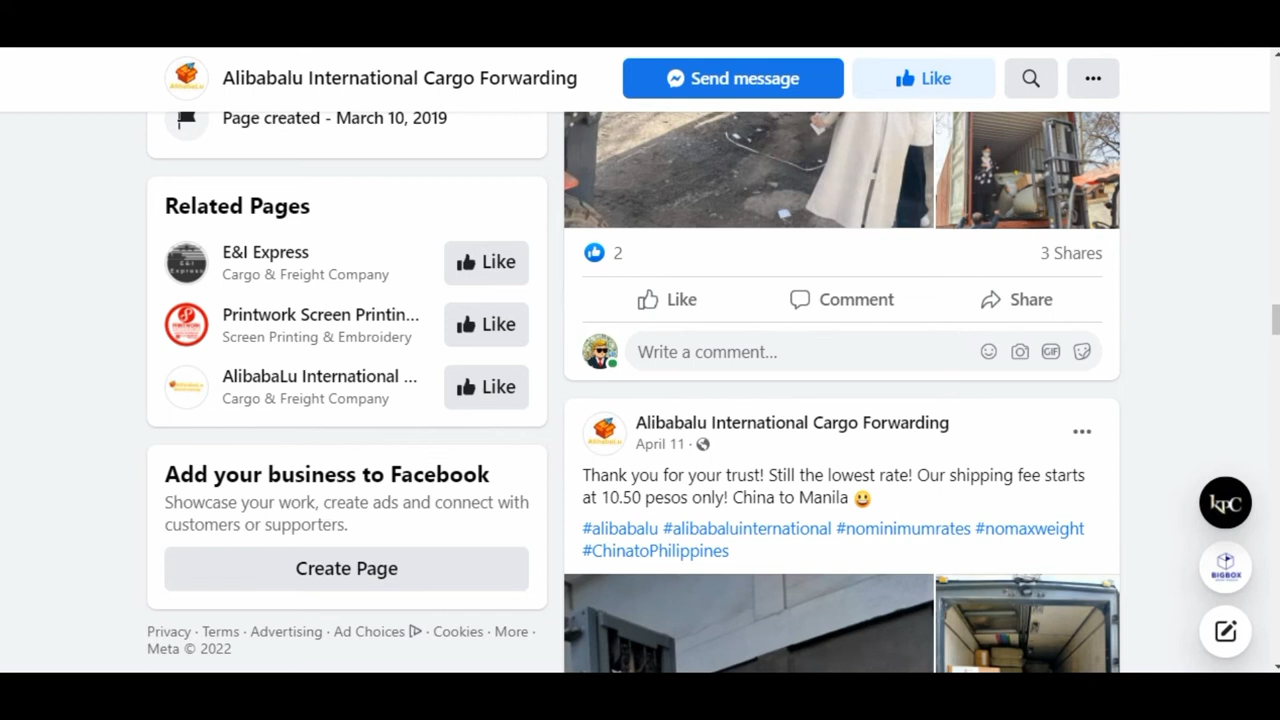 Alibabalu International Cargo Forwarding
Send message
Like
Page created - March 10, 2019
Related Pages
E&I Express
Cargo & Freight Company
Like
Printwork Screen Printin...
Screen Printing & Embroidery
Like
AlibabaLu International ...
Cargo & Freight Company
Like
Add your business to Facebook
Showcase your work, create ads and connect with
customers or supporters.
Create Page
Privacy · Terms · Advertising · Ad Choices · Cookies · More ·
Meta © 2022
2
3 Shares
Like
Comment
Share
Write a comment...
GIF
Alibabalu International Cargo Forwarding
April 11 ·
Thank you for your trust! Still the lowest rate! Our shipping fee starts
at 10.50 pesos only! China to Manila
#alibabalu #alibabaluinternational #nominimumrates #nomaxweight
#ChinatoPhilippines
kpC
BIGBOX